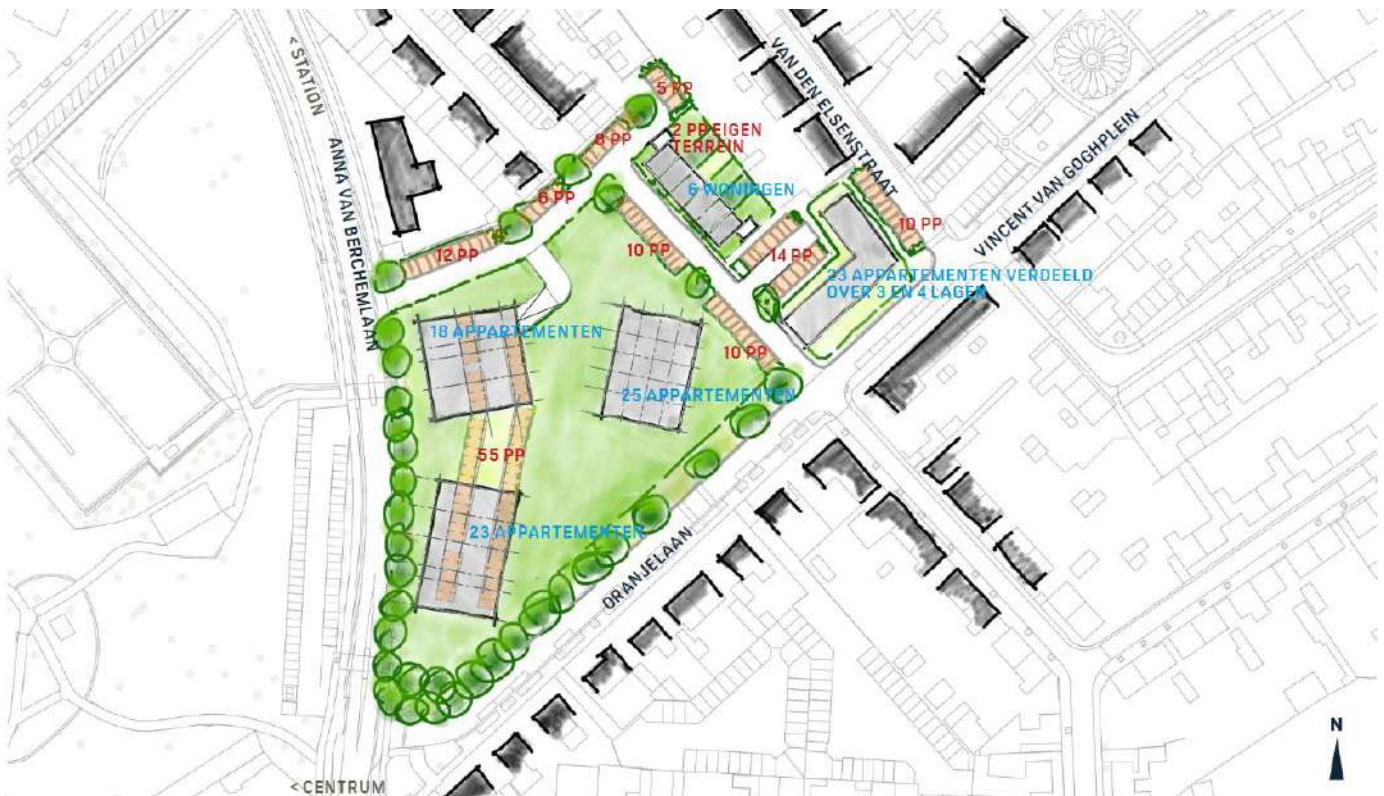 < STATION
ANNA VAN BERCHEMLAAN
VAN DEN ELSENSTRAAT
VINCENT VAN GOGHPLEIN
5 PP
8 PP
2 PP EIGEN
TERREIN
6 WONINGEN
6 PP
12 PP
10 PP
14 PP
10 PP
23 APPARTEMENTEN VERDEELD
OVER 3 EN 4 LAGEN
18 APPARTEMENTEN
10 PP
25 APPARTEMENTEN
55 PP
23 APPARTEMENTEN
ORANJELAAN
N
< CENTRUM